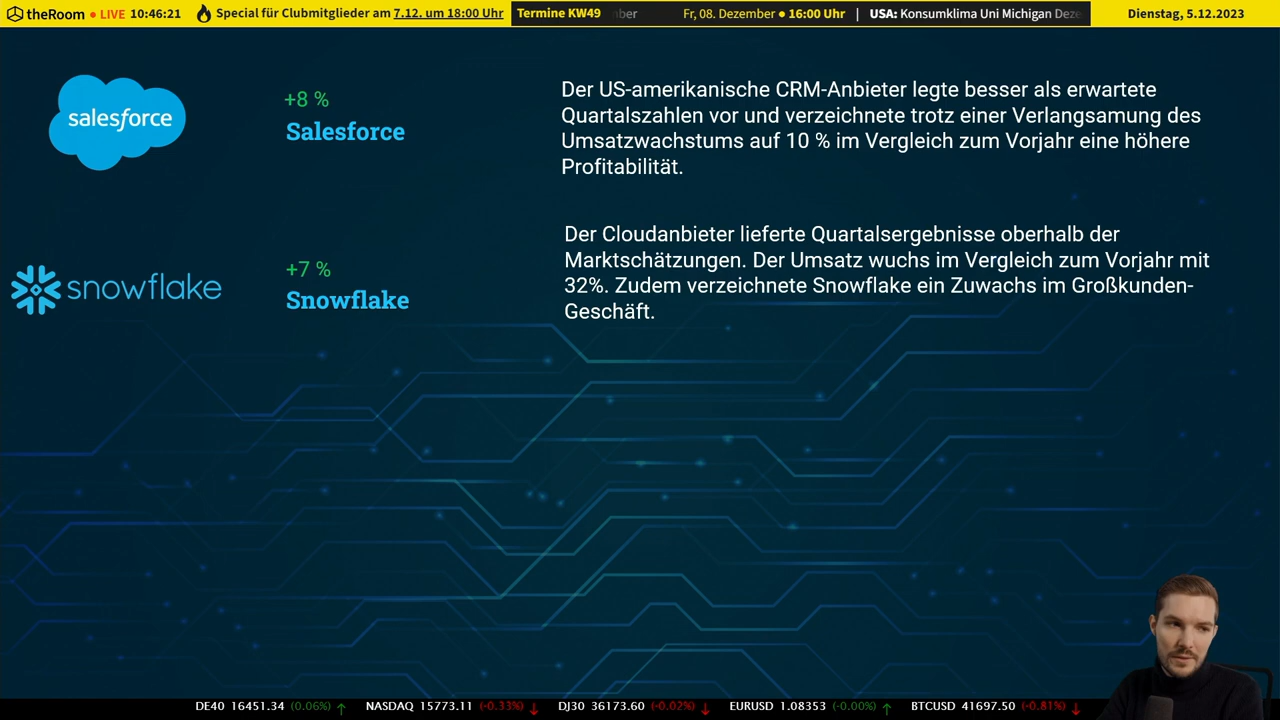 theRoom ● LIVE 10:46:21 Special für Clubmitglieder am 7.12. um 18:00 Uhr Termine KW49 Fr, 08. Dezember ● 16:00 Uhr | USA: Konsumklima Uni Michigan Deze Dienstag, 5.12.2023
salesforce
+8 %
Salesforce
Der US-amerikanische CRM-Anbieter legte besser als erwartete
Quartalszahlen vor und verzeichnete trotz einer Verlangsamung des
Umsatzwachstums auf 10 % im Vergleich zum Vorjahr eine höhere
Profitabilität.
snowflake
+7 %
Snowflake
Der Cloudanbieter lieferte Quartalsergebnisse oberhalb der
Marktschätzungen. Der Umsatz wuchs im Vergleich zum Vorjahr mit
32%. Zudem verzeichnete Snowflake ein Zuwachs im Großkunden-
Geschäft.
DE40 16451.34 (0.06%) ↑ NASDAQ 15773.11 (-0.33%) ↓ DJ30 36173.60 (-0.02%) ↓ EURUSD 1.08353 (-0.00%) ↑ BTCUSD 41697.50 (-0.81%) ↓